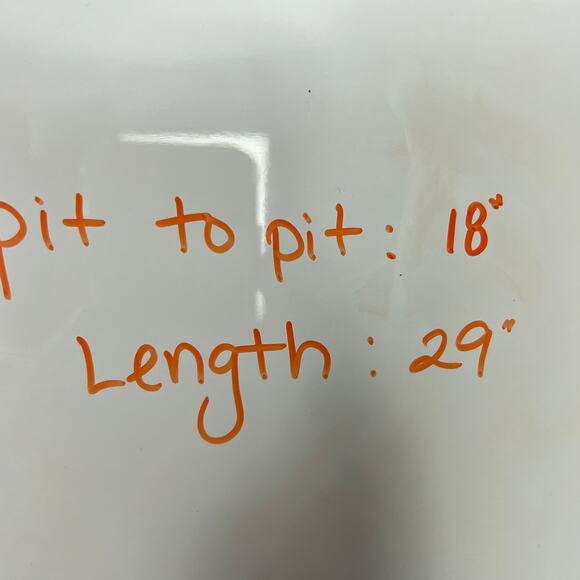 pit to pit: 18"
Length: 29"